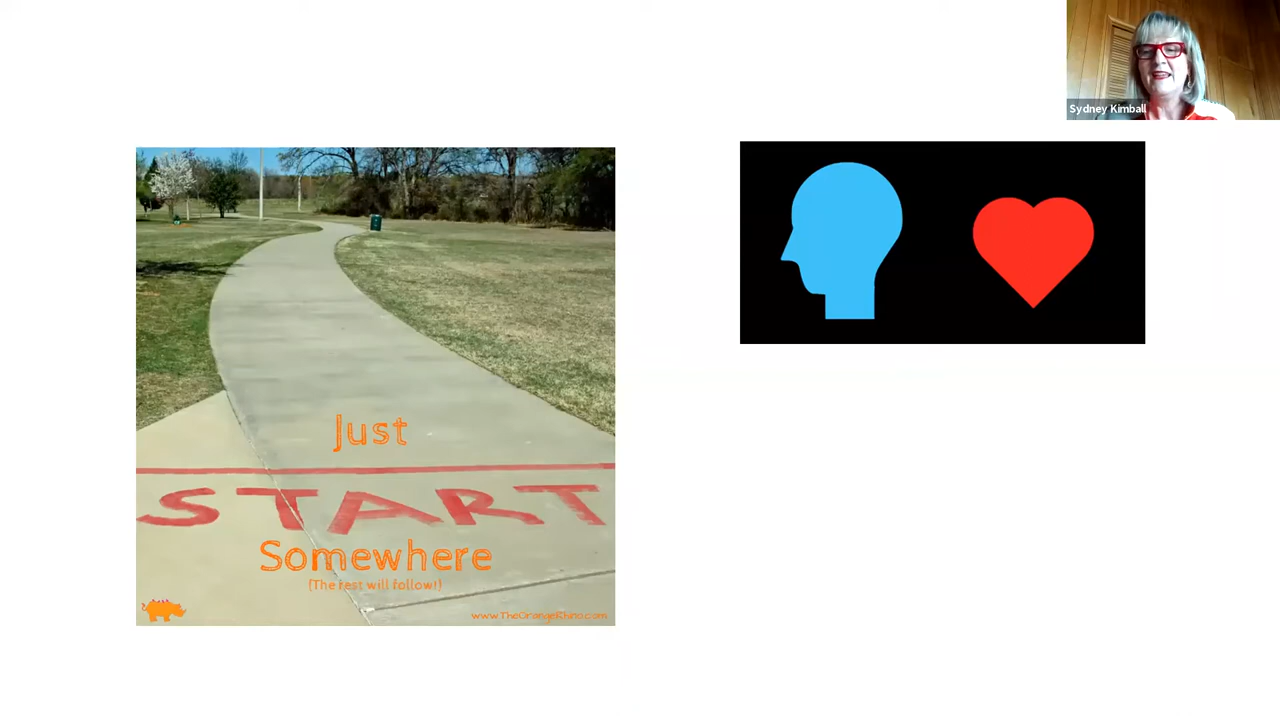 Sydney Kimball
Just
START
Somewhere
(The rest will follow!)
www.TheOrangeRhino.com